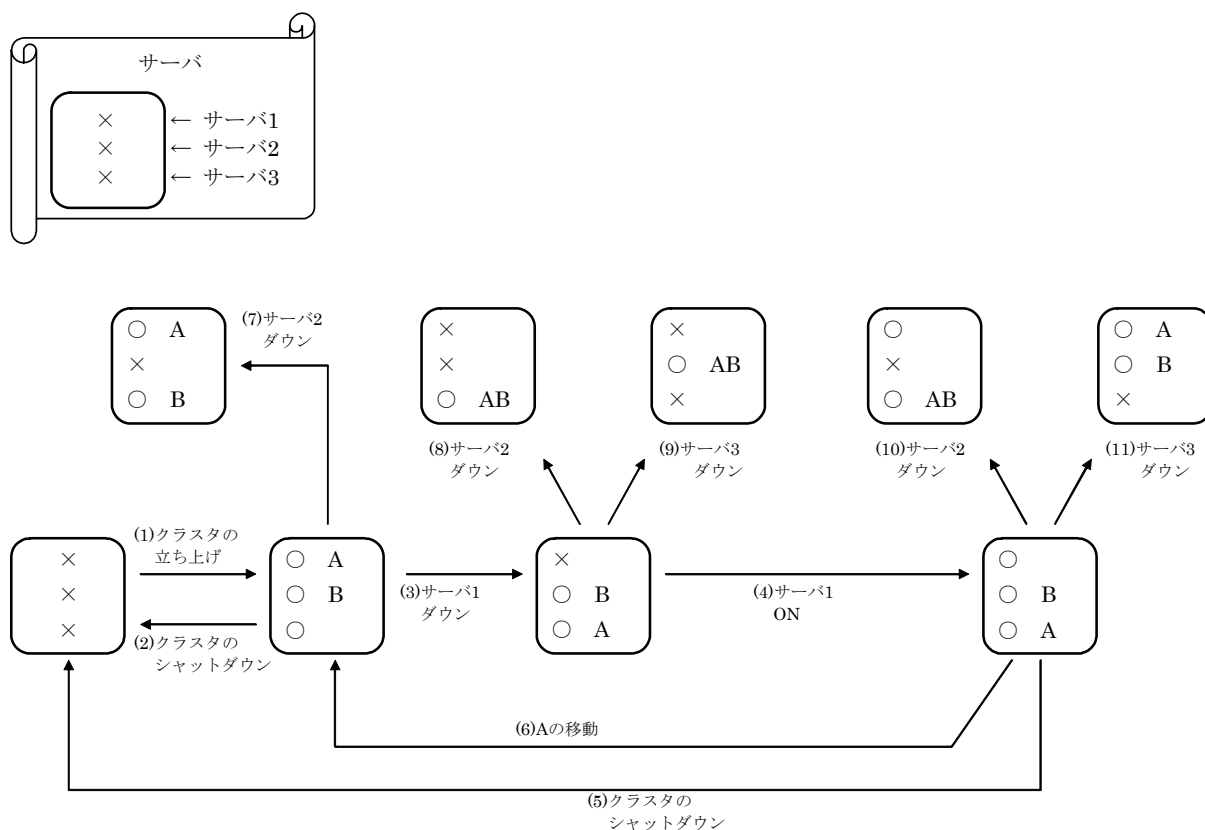 サーバ
× ← サーバ1
× ← サーバ2
× ← サーバ3
○ A
×
○ B
(7)サーバ2
ダウン
×
×
○ AB
×
○ AB
×
○
×
○ AB
○ A
○ B
×
(8)サーバ2
ダウン
(9)サーバ3
ダウン
(10)サーバ2
ダウン
(11)サーバ3
ダウン
×
×
×
(1)クラスタの
立ち上げ
(2)クラスタの
シャットダウン
○ A
○ B
○
(3)サーバ1
ダウン
×
○ B
○ A
(4)サーバ1
ON
○
○ B
○ A
(6)Aの移動
(5)クラスタの
シャットダウン